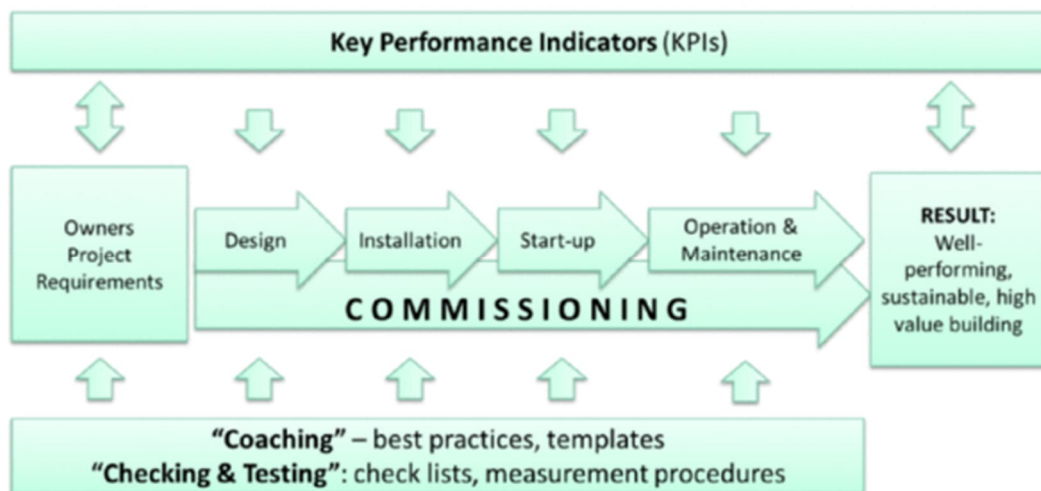 Key Performance Indicators (KPIs)
Owners
Project
Requirements
Design
Installation
Start-up
Operation &
Maintenance
COMMISSIONING
RESULT:
Well-
performing,
sustainable, high
value building
“Coaching” – best practices, templates
“Checking & Testing”: check lists, measurement procedures